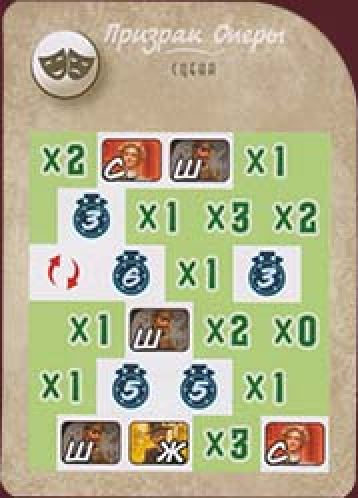 Призрак Оперы
СЦЕНА
x2 С Ш x1
3 x1 x3 x2
6 x1 3
x1 Ш x2 x0
x1 5 5 x1
Ш Ж x3 С